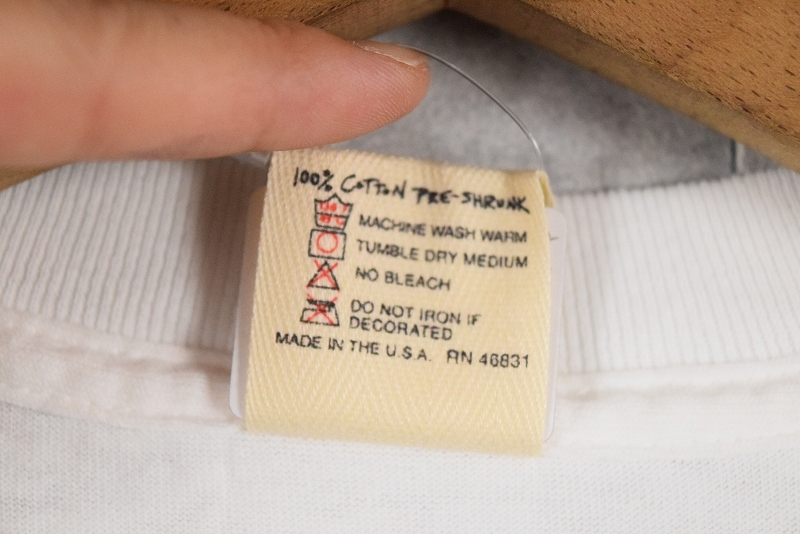 100% COTTON PRE-SHRUNK
MACHINE WASH WARM
TUMBLE DRY MEDIUM
NO BLEACH
DO NOT IRON IF
DECORATED
MADE IN THE U.S.A. RN 46831